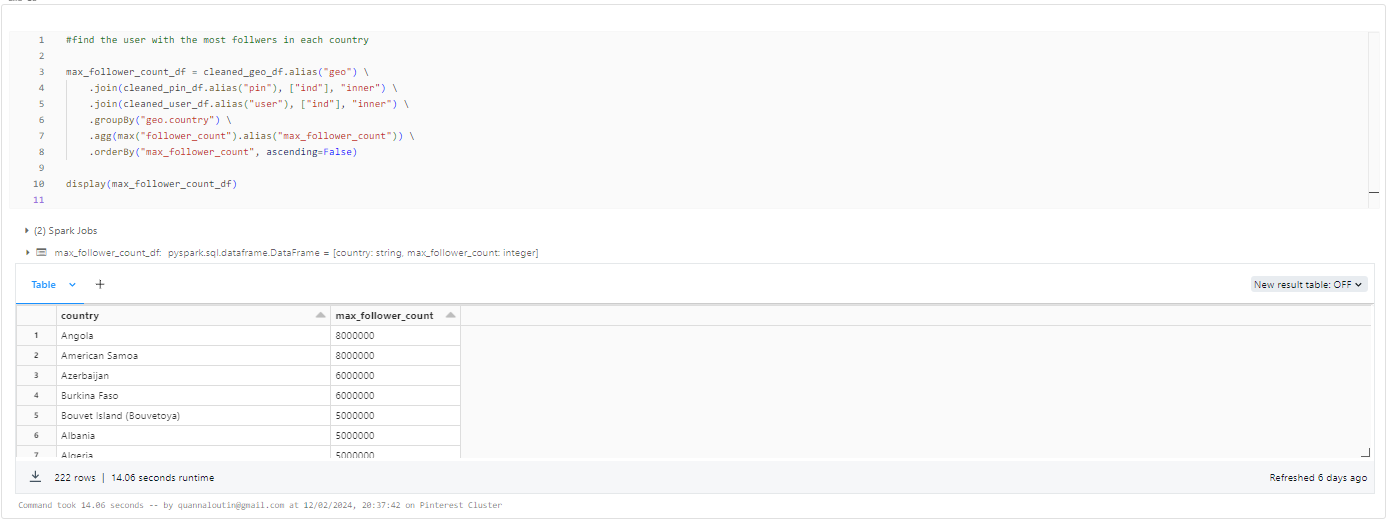 1 #find the user with the most follwers in each country
2
3 max_follower_count_df = cleaned_geo_df.alias("geo") \
4 .join(cleaned_pin_df.alias("pin"), ["ind"], "inner") \
5 .join(cleaned_user_df.alias("user"), ["ind"], "inner") \
6 .groupBy("geo.country") \
7 .agg(max("follower_count").alias("max_follower_count")) \
8 .orderBy("max_follower_count", ascending=False)
9
10 display(max_follower_count_df)
11
(2) Spark Jobs
max_follower_count_df: pyspark.sql.dataframe.DataFrame = [country: string, max_follower_count: integer]
Table + New result table: OFF
country max_follower_count
1 Angola 8000000
2 American Samoa 8000000
3 Azerbaijan 6000000
4 Burkina Faso 6000000
5 Bouvet Island (Bouvetoya) 5000000
6 Albania 5000000
7 Algeria 5000000
222 rows | 14.06 seconds runtime Refreshed 6 days ago
Command took 14.06 seconds -- by quannaloutin@gmail.com at 12/02/2024, 20:37:42 on Pinterest Cluster